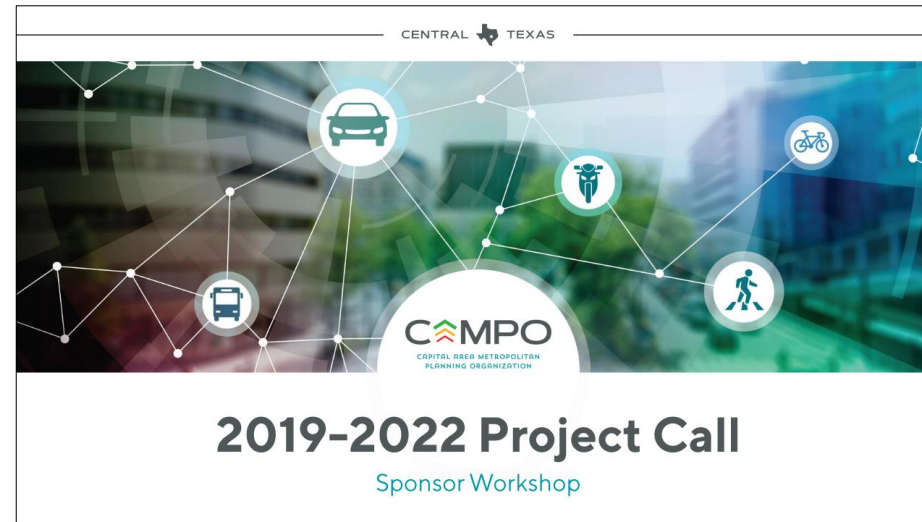 CENTRAL TEXAS
CAMPO
CAPITAL AREA METROPOLITAN
PLANNING ORGANIZATION
2019-2022 Project Call
Sponsor Workshop